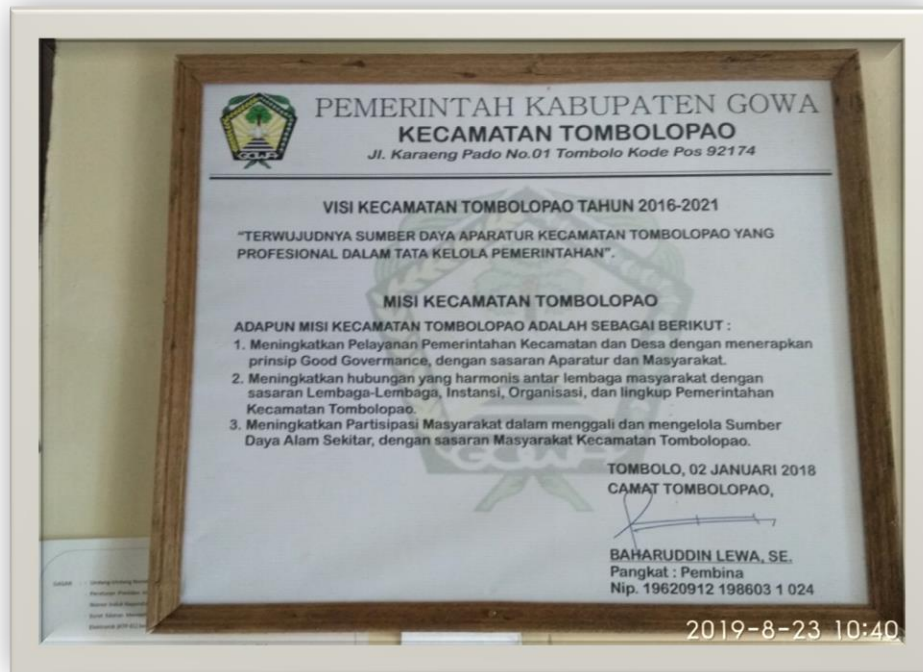 PEMERINTAH KABUPATEN GOWA
KECAMATAN TOMBOLOPAO
Jl. Karaeng Pado No.01 Tombolo Kode Pos 92174
GOWA
VISI KECAMATAN TOMBOLOPAO TAHUN 2016-2021
"TERWUJUDNYA SUMBER DAYA APARATUR KECAMATAN TOMBOLOPAO YANG
PROFESIONAL DALAM TATA KELOLA PEMERINTAHAN".
MISI KECAMATAN TOMBOLOPAO
ADAPUN MISI KECAMATAN TOMBOLOPAO ADALAH SEBAGAI BERIKUT :
1. Meningkatkan Pelayanan Pemerintahan Kecamatan dan Desa dengan menerapkan
prinsip Good Governance, dengan sasaran Aparatur dan Masyarakat.
2. Meningkatkan hubungan yang harmonis antar lembaga masyarakat dengan
sasaran Lembaga-Lembaga, Instansi, Organisasi, dan lingkup Pemerintahan
Kecamatan Tombolopao.
3. Meningkatkan Partisipasi Masyarakat dalam menggali dan mengelola Sumber
Daya Alam Sekitar, dengan sasaran Masyarakat Kecamatan Tombolopao.
GOWA
TOMBOLO, 02 JANUARI 2018
CAMAT TOMBOLOPAO,
BAHARUDDIN LEWA, SE.
Pangkat : Pembina
Nip. 19620912 198603 1 024
2019-8-23 10:40